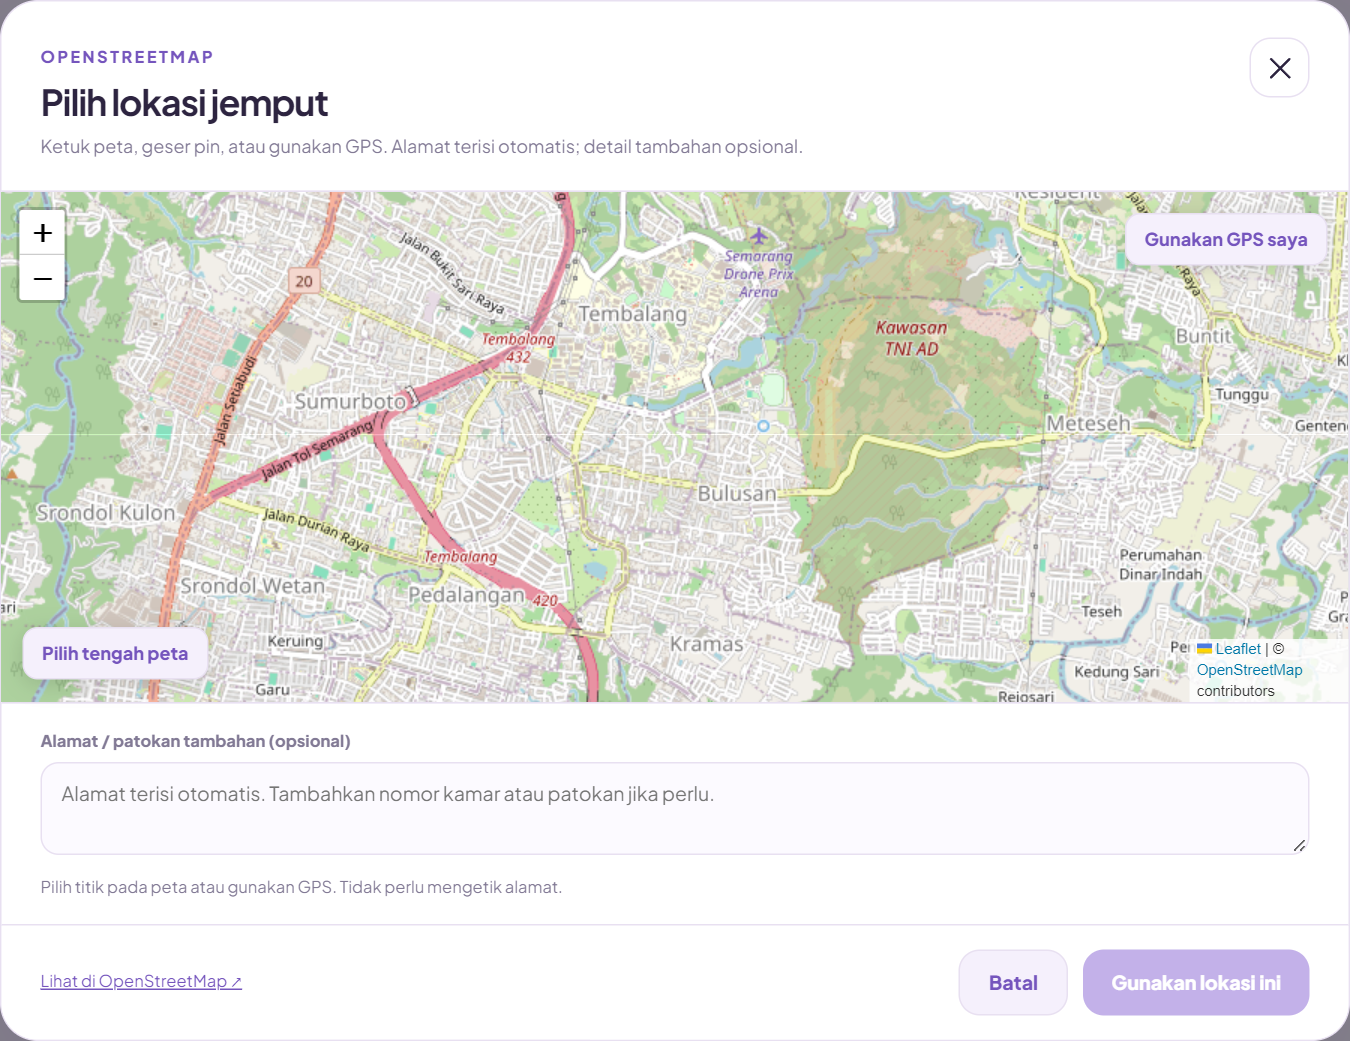 OPENSTREETMAP
Pilih lokasi jemput
Ketuk peta, geser pin, atau gunakan GPS. Alamat terisi otomatis; detail tambahan opsional.
+
−
Gunakan GPS saya
20
Jalan Bukit Sari Raya
Semarang
Drone Prix
Arena
Tembalang
Tembalang
432
Kawasan
TNI AD
Buntit
Jalan Setiabudi
Sumurboto
Tunggu
Meteseh
Jalan Tol Semarang
Srondol Kulon
Jalan Durian Raya
Bulusan
Tembalang
420
Perumahan
Dinar Indah
Srondol Wetan
Pedalangan
Teseh
Keruing
Kramas
Kedung Sari
Garu
Rejosari
Pilih tengah peta
Leaflet | ©
OpenStreetMap
contributors
Alamat / patokan tambahan (opsional)
Alamat terisi otomatis. Tambahkan nomor kamar atau patokan jika perlu.
Pilih titik pada peta atau gunakan GPS. Tidak perlu mengetik alamat.
Lihat di OpenStreetMap ↗
Batal
Gunakan lokasi ini